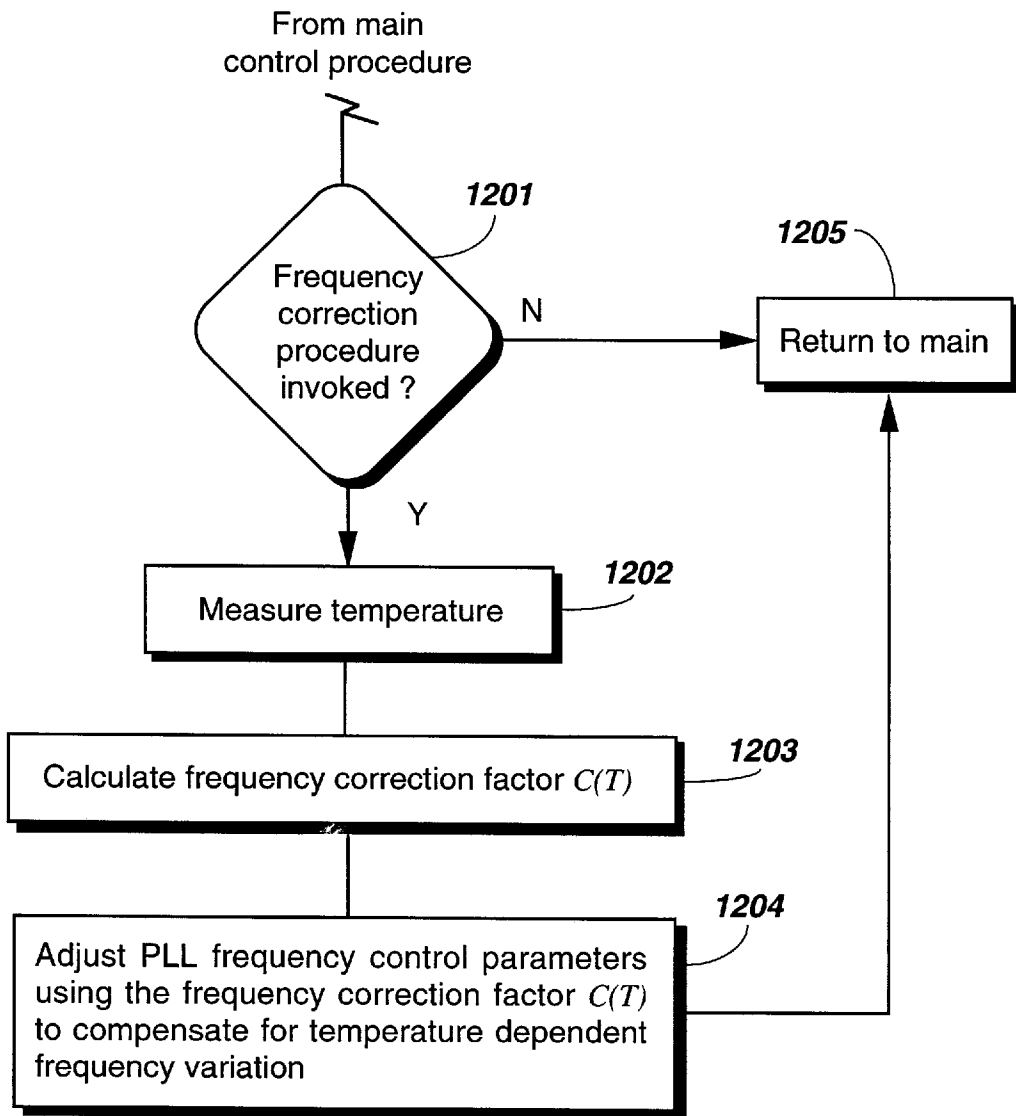 From main
control procedure
1201
Frequency
correction
procedure
invoked ?
N
1205
Return to main
Y
1202
Measure temperature
1203
Calculate frequency correction factor C(T)
1204
Adjust PLL frequency control parameters
using the frequency correction factor C(T)
to compensate for temperature dependent
frequency variation